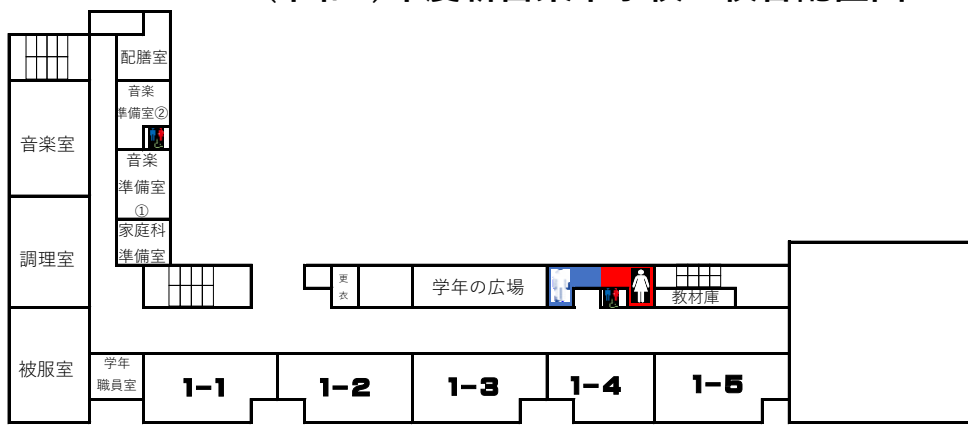 配膳室
音楽
準備室②
音楽室
音楽
準備室
①
調理室
家庭科
準備室
更
衣
学年の広場
教材庫
被服室
学年
職員室
1-1
1-2
1-3
1-4
1-5